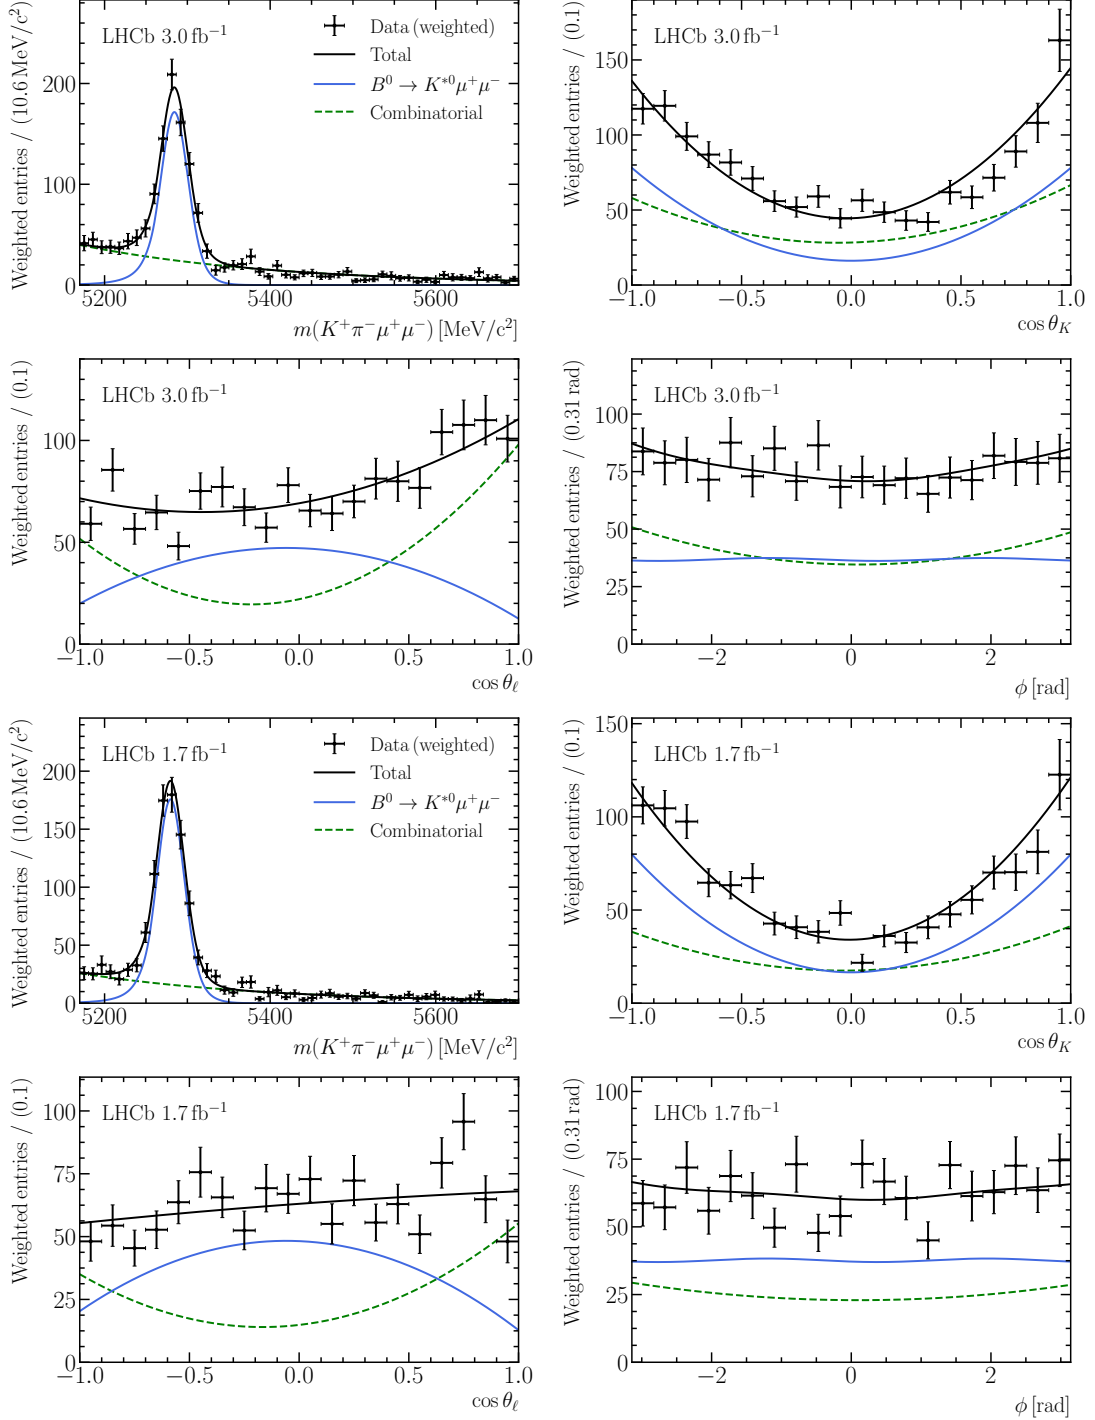 Weighted entries / (10.6 MeV/c²)
LHCb 3.0 fb⁻¹
Data (weighted)
Total
B⁰ → K*⁰μ⁺μ⁻
Combinatorial
200
100
0
5200 5400 5600
m(K⁺π⁻μ⁺μ⁻) [MeV/c²]
Weighted entries / (0.1)
LHCb 3.0 fb⁻¹
150
100
50
0
−1.0 −0.5 0.0 0.5 1.0
cos θ_K
Weighted entries / (0.1)
LHCb 3.0 fb⁻¹
100
50
0
−1.0 −0.5 0.0 0.5 1.0
cos θ_ℓ
Weighted entries / (0.31 rad)
LHCb 3.0 fb⁻¹
100
75
50
25
0
−2 0 2
ϕ [rad]
Weighted entries / (10.6 MeV/c²)
LHCb 1.7 fb⁻¹
Data (weighted)
Total
B⁰ → K*⁰μ⁺μ⁻
Combinatorial
200
150
100
50
0
5200 5400 5600
m(K⁺π⁻μ⁺μ⁻) [MeV/c²]
Weighted entries / (0.1)
LHCb 1.7 fb⁻¹
150
100
50
0
−1.0 −0.5 0.0 0.5 1.0
cos θ_K
Weighted entries / (0.1)
LHCb 1.7 fb⁻¹
100
75
50
25
0
−1.0 −0.5 0.0 0.5 1.0
cos θ_ℓ
Weighted entries / (0.31 rad)
LHCb 1.7 fb⁻¹
100
75
50
25
0
−2 0 2
ϕ [rad]